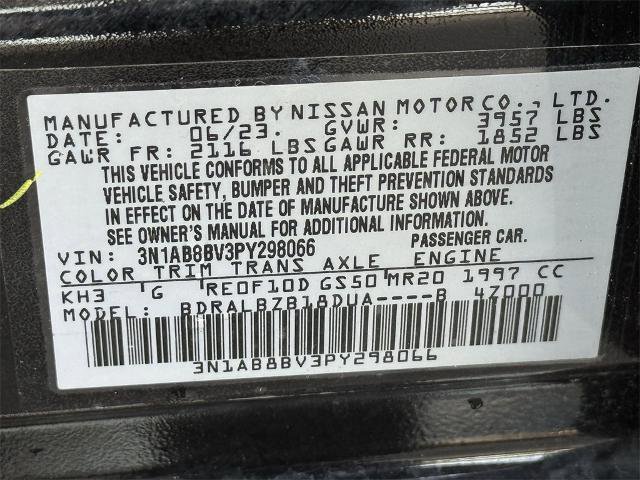 MANUFACTURED BY NISSAN MOTOR CO., LTD.
DATE: 06/23. GVWR: 3957 LBS
GAWR FR: 2116 LBS GAWR RR: 1852 LBS
THIS VEHICLE CONFORMS TO ALL APPLICABLE FEDERAL MOTOR
VEHICLE SAFETY, BUMPER AND THEFT PREVENTION STANDARDS
IN EFFECT ON THE DATE OF MANUFACTURE SHOWN ABOVE.
SEE OWNER'S MANUAL FOR ADDITIONAL INFORMATION.
VIN: 3N1AB8BV3PY298066 PASSENGER CAR.
COLOR TRIM TRANS AXLE ENGINE
KH3 G RE0F10D GS50 MR20 1997 CC
MODEL: BDRALBZB18DUA----B 4Z000
3N1AB8BV3PY298066